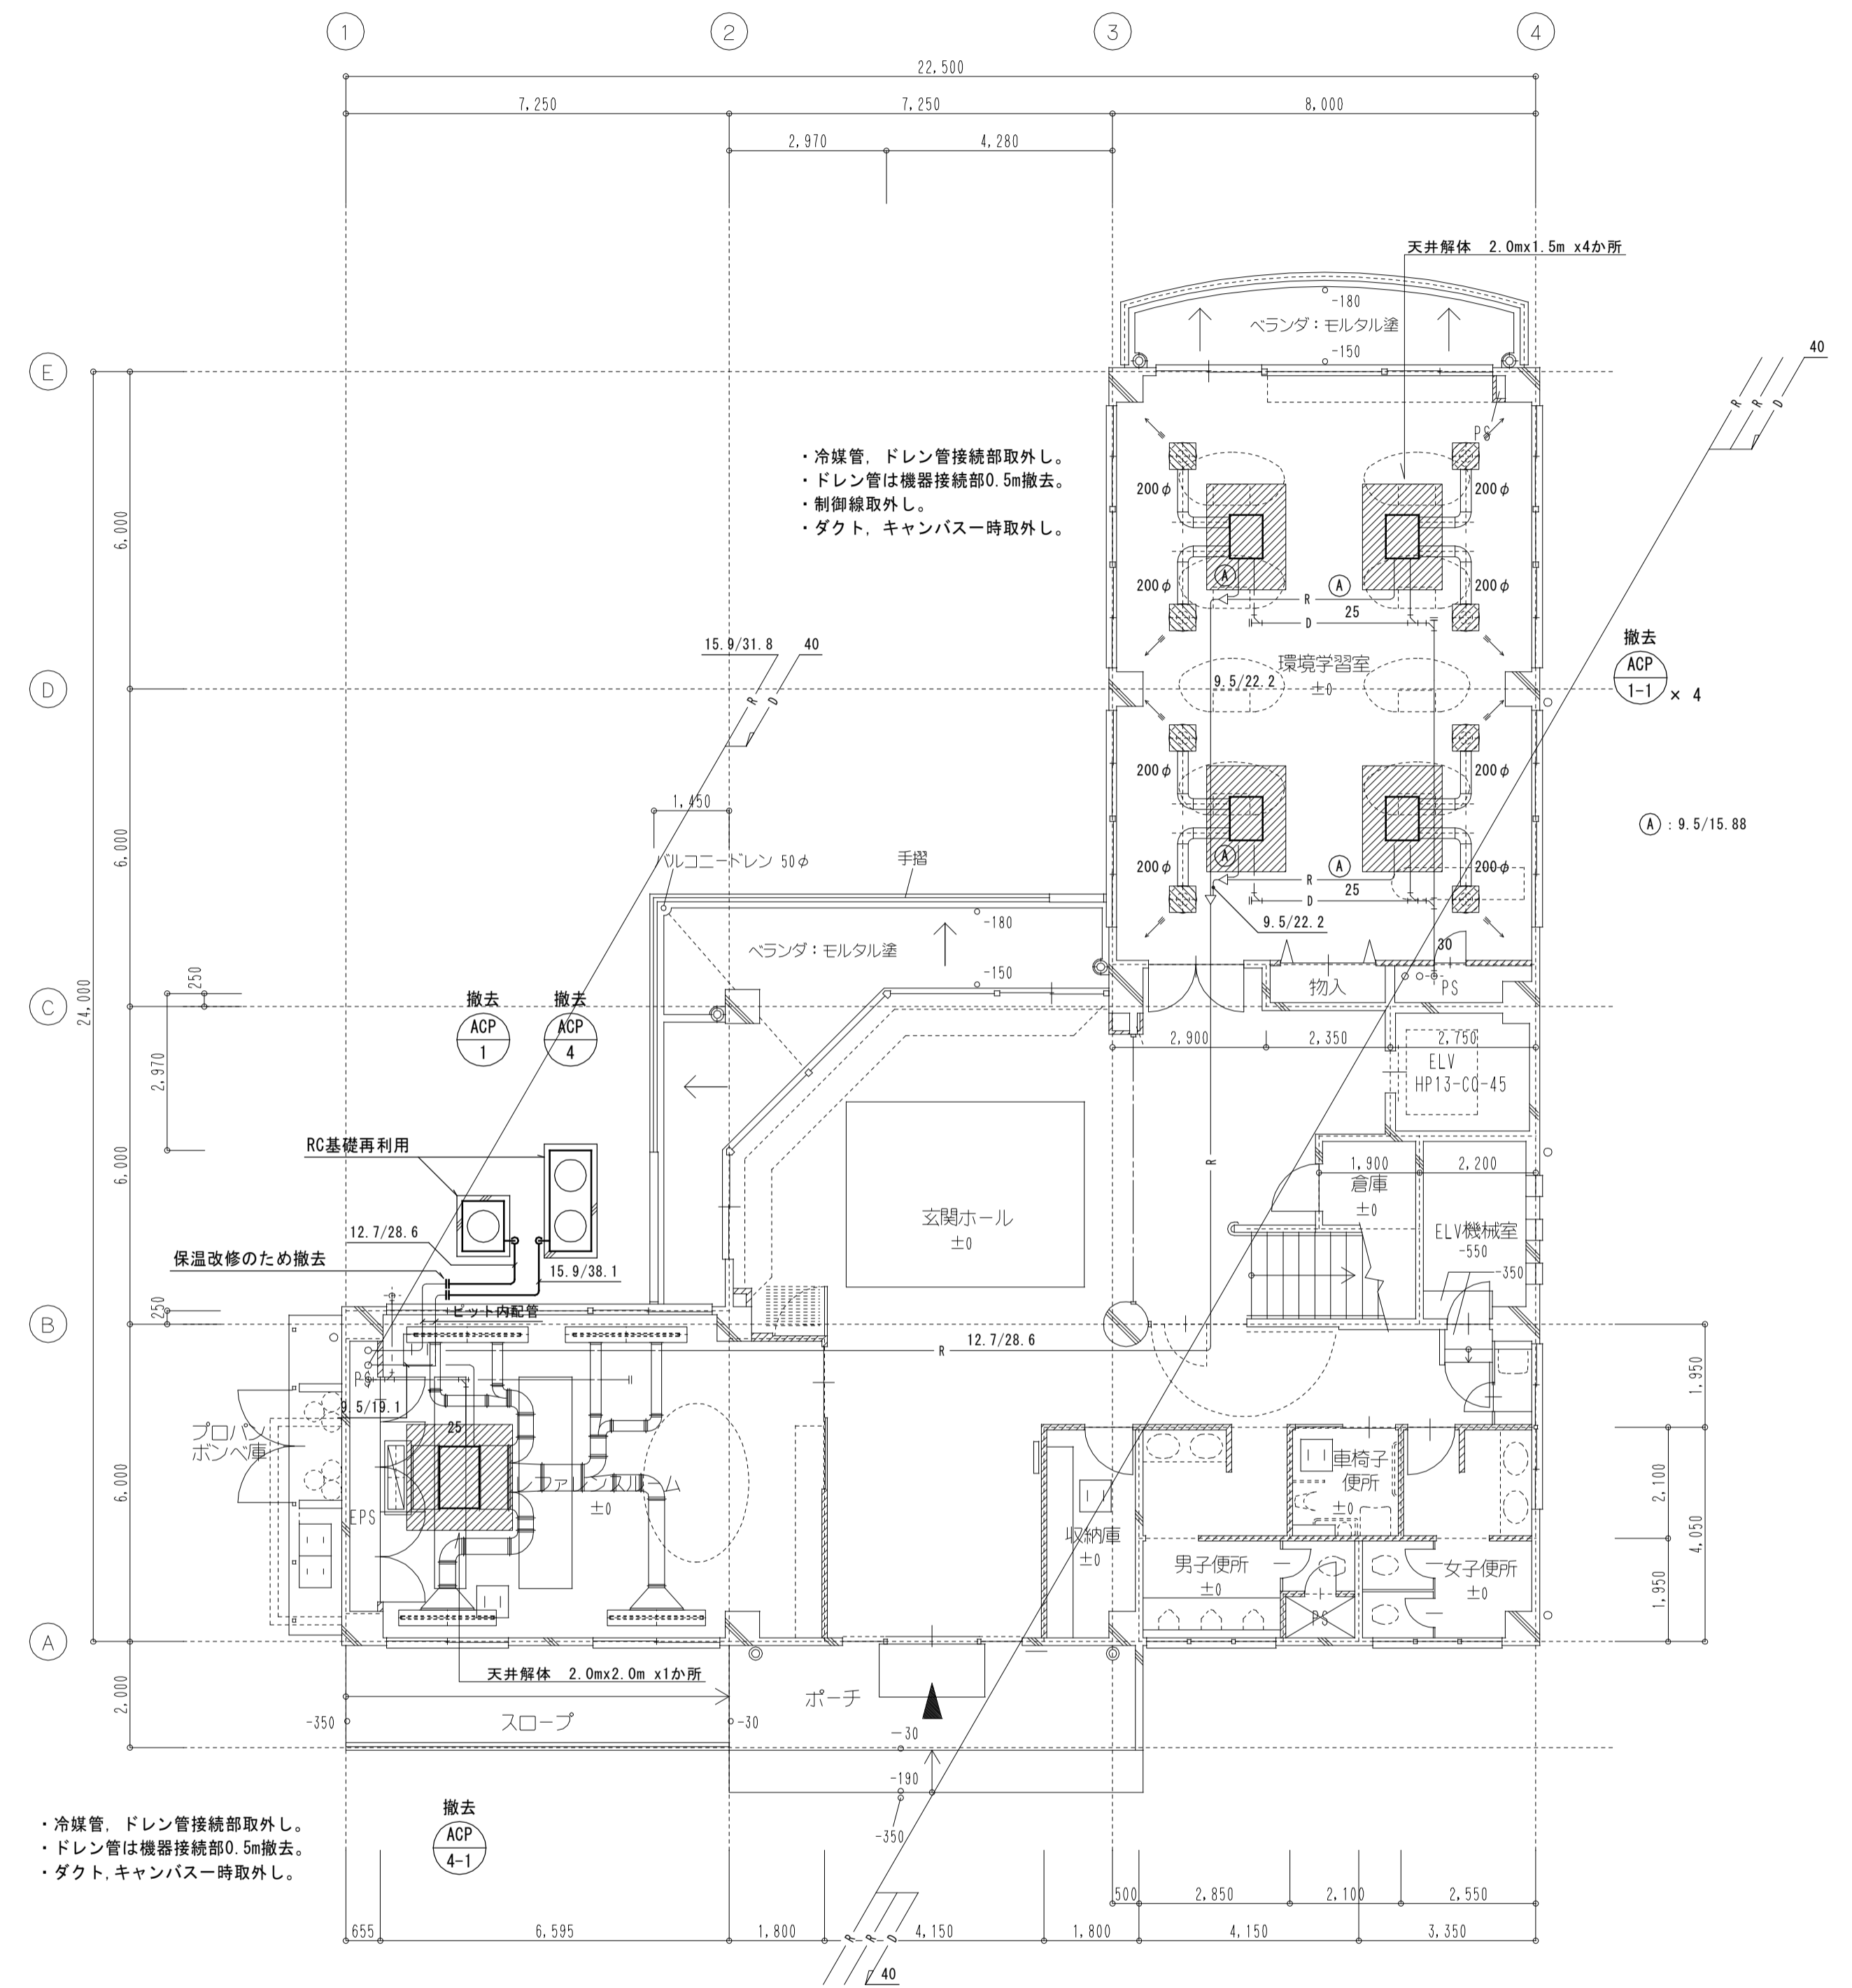 1
2
3
4
22,500
7,250
7,250
8,000
2,970
4,280
天井解体 2.0mx1.5m x4か所
-180
ベランダ：モルタル塗
-150
40
R
R
D
E
PS
・冷媒管，ドレン管接続部取外し。
・ドレン管は機器接続部0.5m撤去。
・制御線取外し。
・ダクト，キャンバス一時取外し。
200φ
200φ
6,000
200φ
200φ
A
A
R
25
D
15.9/31.8
40
R
D
撤去
ACP
1-1
× 4
環境学習室
±0
9.5/22.2
D
200φ
200φ
1,450
A : 9.5/15.88
6,000
バルコニードレン 50φ
手摺
200φ
200φ
A
A
R
25
D
9.5/22.2
-180
ベランダ：モルタル塗
-150
30
物入
PS
250
24,000
C
撤去
ACP
1
撤去
ACP
4
2,900
2,350
2,750
ELV
HP13-CO-45
2,970
RC基礎再利用
R
1,900
2,200
倉庫
±0
6,000
玄関ホール
±0
ELV機械室
-550
-350
12.7/28.6
保温改修のため撤去
15.9/38.1
250
ピット内配管
B
R
12.7/28.6
PS
9.5/19.1
25
1,950
プロパン
ボンベ庫
EPS
ファルンスルーム
±0
車椅子
便所
±0
2,100
4,050
6,000
収納庫
±0
男子便所
±0
女子便所
±0
PS
1,950
A
天井解体 2.0mx2.0m x1か所
2,000
-350
スロープ
-30
ポーチ
-30
-190
-350
・冷媒管，ドレン管接続部取外し。
・ドレン管は機器接続部0.5m撤去。
・ダクト,キャンバス一時取外し。
撤去
ACP
4-1
500
2,850
2,100
2,550
655
6,595
1,800
4,150
1,800
4,150
3,350
R
R
D
40